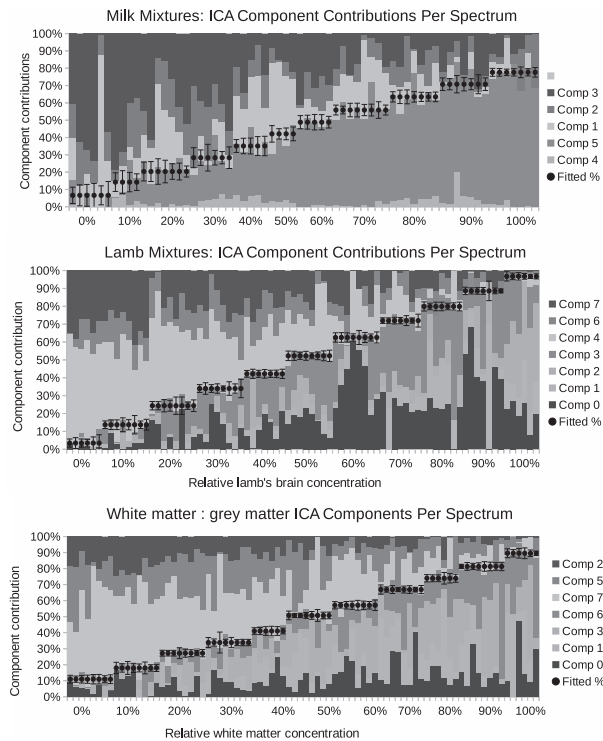 Milk Mixtures: ICA Component Contributions Per Spectrum
Component contributions
100%
90%
80%
70%
60%
50%
40%
30%
20%
10%
0%
0% 10% 20% 30% 40% 50% 60% 70% 80% 90% 100%
Comp 3
Comp 2
Comp 1
Comp 5
Comp 4
Fitted %
Lamb Mixtures: ICA Component Contributions Per Spectrum
Component contribution
100%
90%
80%
70%
60%
50%
40%
30%
20%
10%
0%
0% 10% 20% 30% 40% 50% 60% 70% 80% 90% 100%
Relative lamb's brain concentration
Comp 7
Comp 6
Comp 4
Comp 3
Comp 2
Comp 1
Comp 0
Fitted %
White matter : grey matter ICA Components Per Spectrum
Component contribution
100%
90%
80%
70%
60%
50%
40%
30%
20%
10%
0%
0% 10% 20% 30% 40% 50% 60% 70% 80% 90% 100%
Relative white matter concentration
Comp 2
Comp 5
Comp 7
Comp 6
Comp 3
Comp 1
Comp 0
Fitted %